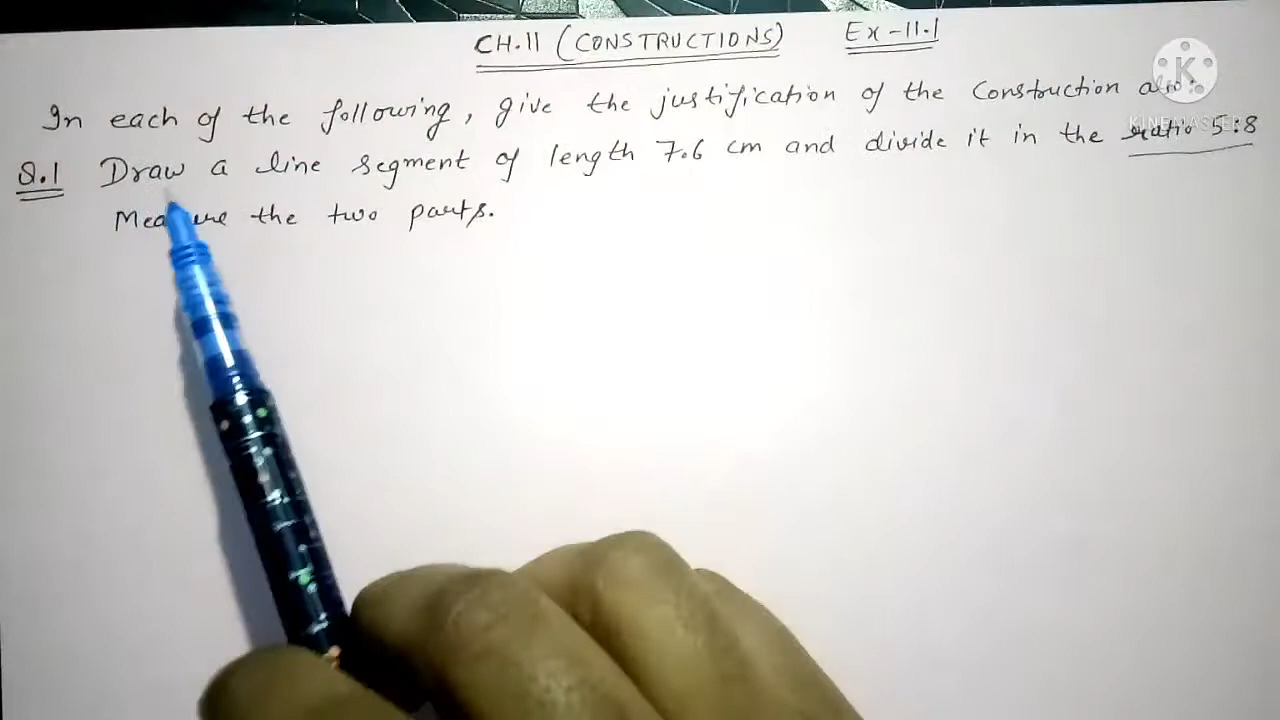 CH.11 (CONSTRUCTIONS) Ex-11.1
In each of the following, give the justification of the construction also:
Q.1 Draw a line segment of length 7.6 cm and divide it in the ratio 5:8
Measure the two parts.
K
KINEMASTER